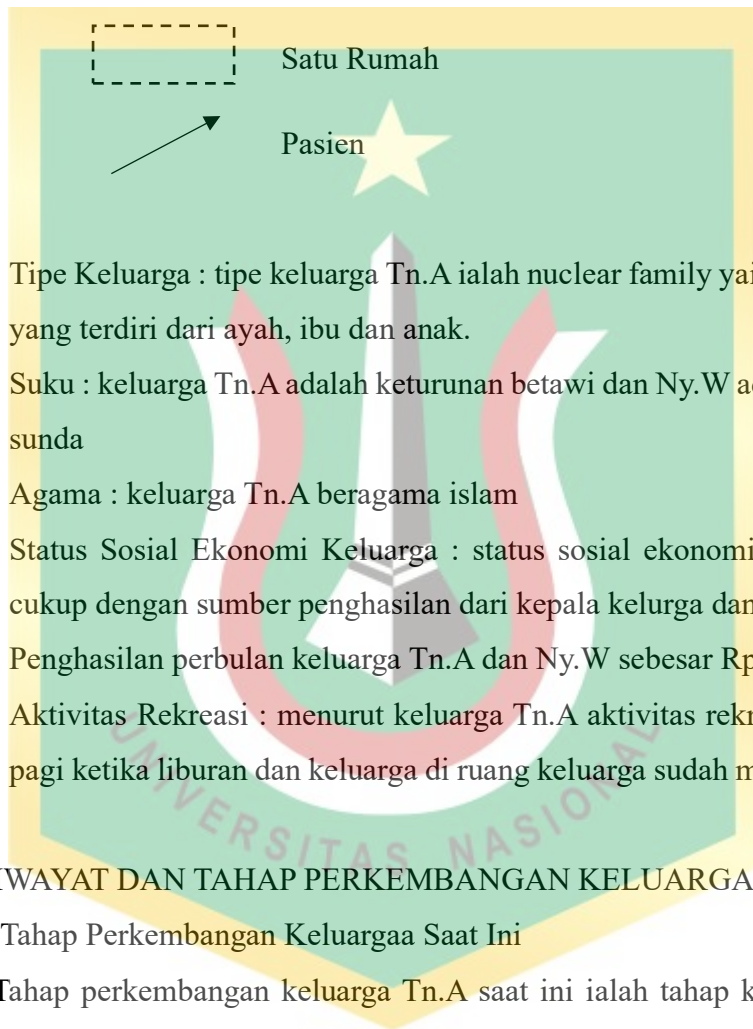 Satu Rumah
Pasien
Tipe Keluarga : tipe keluarga Tn.A ialah nuclear family
yang terdiri dari ayah, ibu dan anak.
Suku : keluarga Tn.A adalah keturunan betawi dan Ny.W
sunda
Agama : keluarga Tn.A beragama islam
Status Sosial Ekonomi Keluarga : status sosial ekonomi
cukup dengan sumber penghasilan dari kepala kelurga dan
Penghasilan perbulan keluarga Tn.A dan Ny.W sebesar Rp
Aktivitas Rekreasi : menurut keluarga Tn.A aktivitas
pagi ketika liburan dan keluarga di ruang keluarga sudah
UNIVERSITAS NASIONAL
DAN TAHAP PERKEMBANGAN KELUARGA
Tahap Perkembangan Keluargaa Saat Ini
Tahap perkembangan keluarga Tn.A saat ini ialah tahap